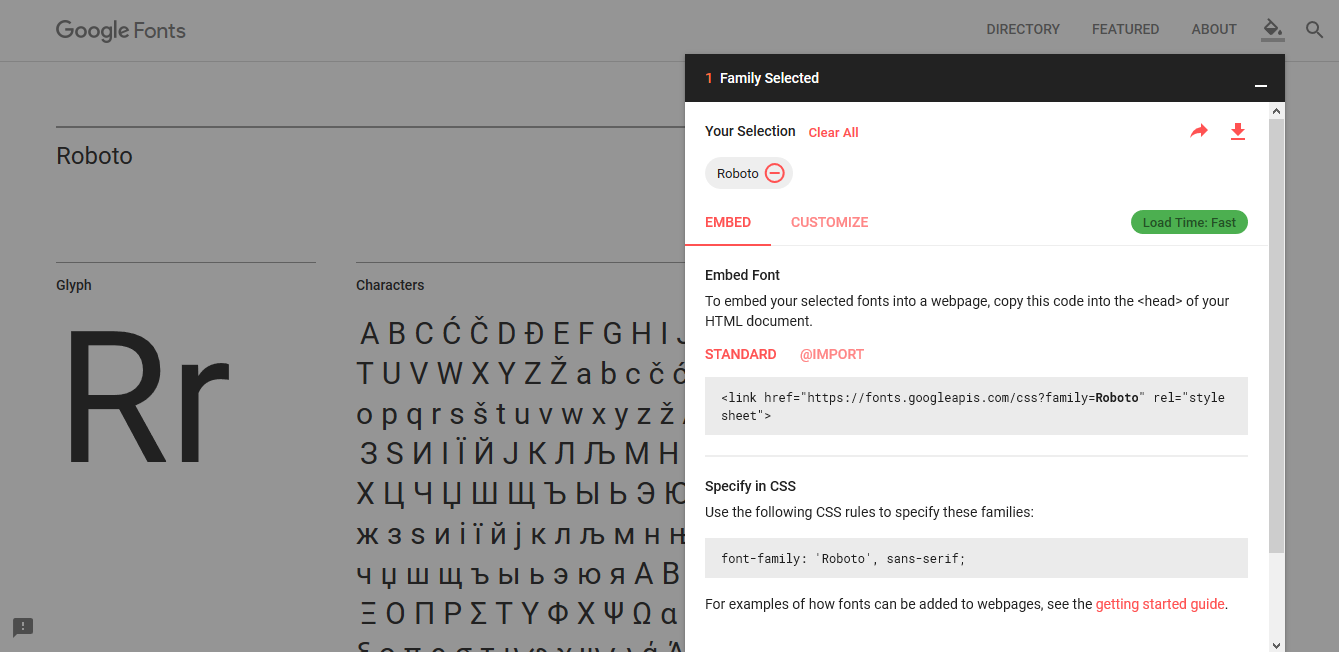 Google Fonts
DIRECTORY FEATURED ABOUT
Roboto
Glyph
Rr
Characters
A B C Ć Č D Đ E F G H I J
T U V W X Y Z Ž a b c č ć
o p q r s š t u v w x y z ž
З Ѕ И І Ї Й Ј К Л Љ М Н
Х Ц Ч Џ Ш Щ Ъ Ы Ь Э Ю
ж з ѕ и і ї й ј к л љ м н њ
ч џ ш щ ъ ы ь э ю я Α Β
Ξ Ο Π Ρ Σ Τ Υ Φ Χ Ψ Ω α
1 Family Selected
Your Selection Clear All
Roboto
EMBED CUSTOMIZE Load Time: Fast
Embed Font
To embed your selected fonts into a webpage, copy this code into the <head> of your
HTML document.
STANDARD @IMPORT
<link href="https://fonts.googleapis.com/css?family=Roboto" rel="style
sheet">
Specify in CSS
Use the following CSS rules to specify these families:
font-family: 'Roboto', sans-serif;
For examples of how fonts can be added to webpages, see the getting started guide.